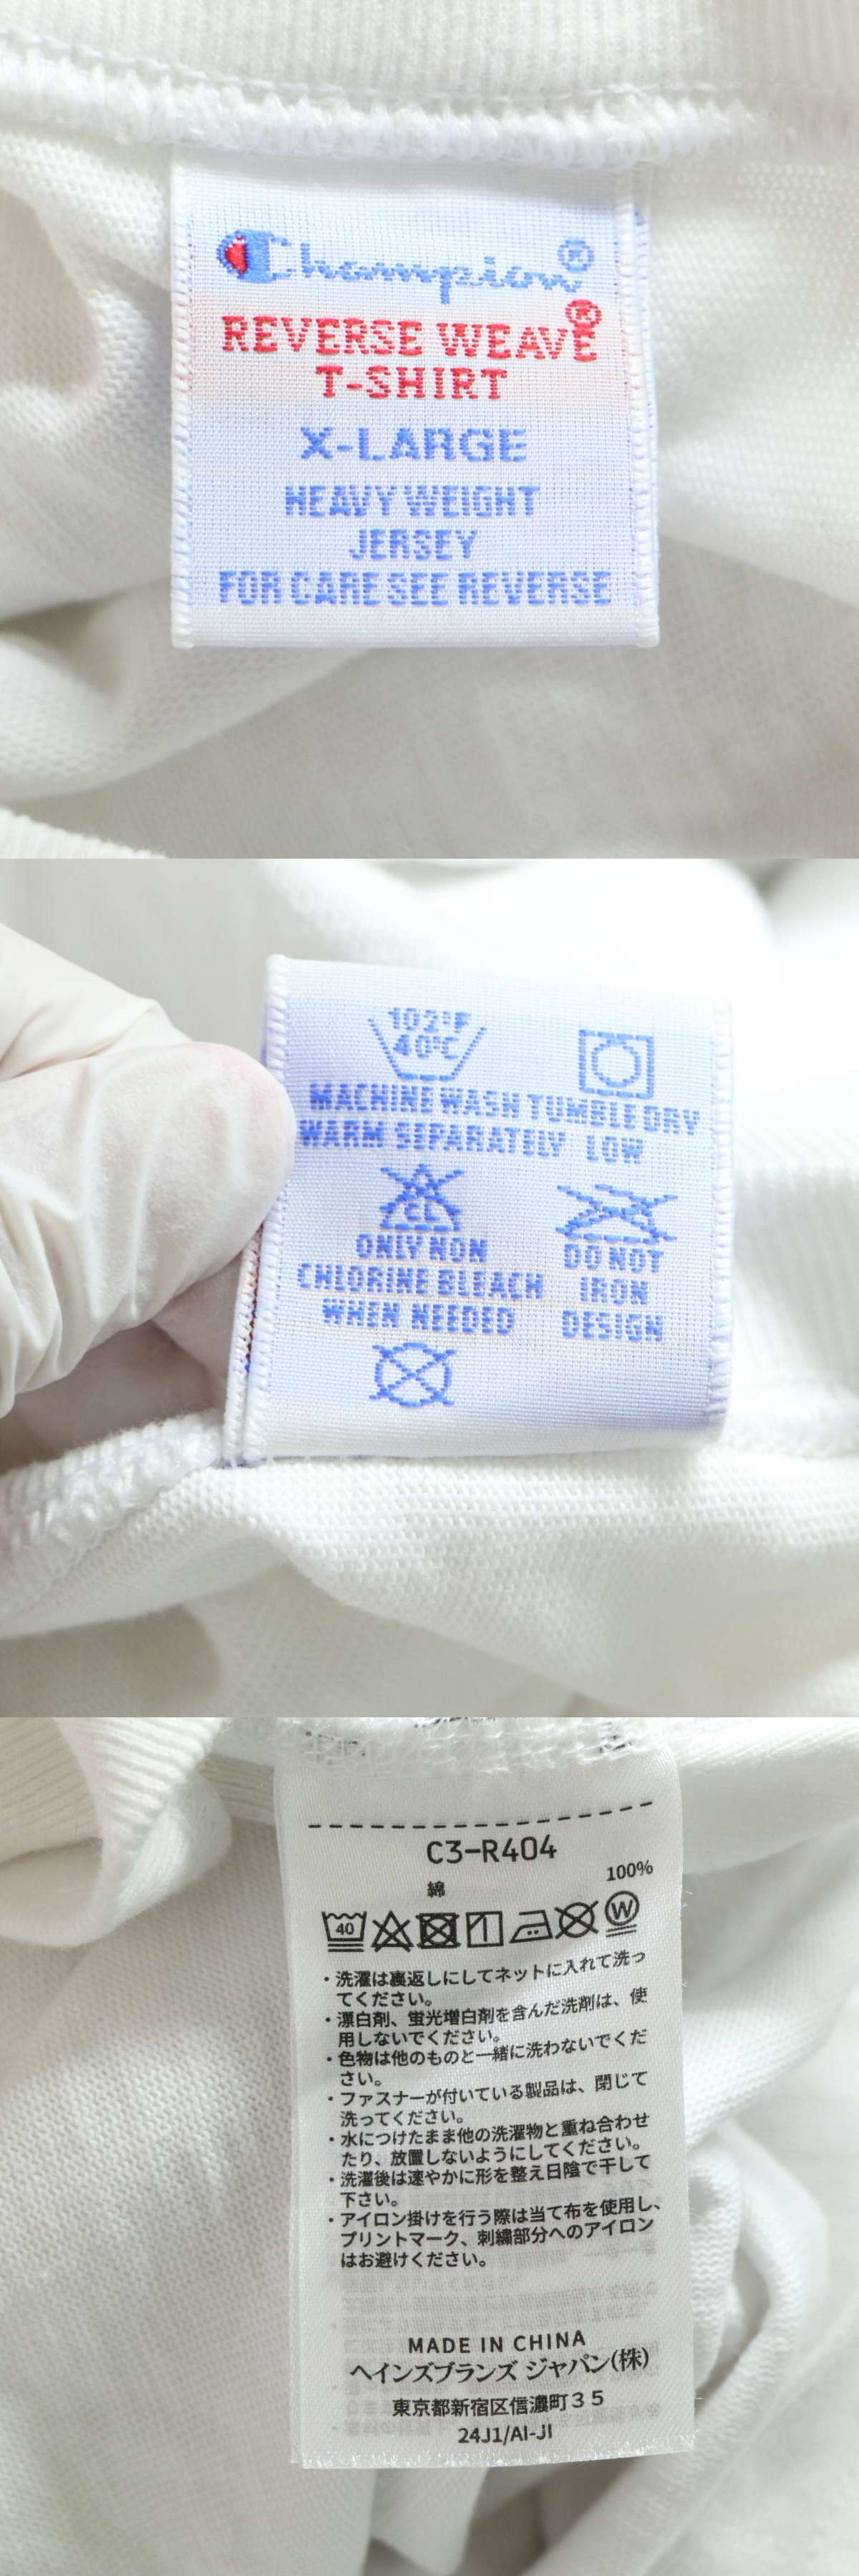 Champion®
REVERSE WEAVE®
T-SHIRT
X-LARGE
HEAVY WEIGHT
JERSEY
FOR CARE SEE REVERSE
102°F
40°C
MACHINE WASH TUMBLE DRY
WARM SEPARATELY LOW
CL
ONLY NON
CHLORINE BLEACH
WHEN NEEDED
DO NOT
IRON
DESIGN
C3-R404
綿 100%
40 W
・洗濯は裏返しにしてネットに入れて洗っ
てください。
・漂白剤、蛍光増白剤を含んだ洗剤は、使
用しないでください。
・色物は他のものと一緒に洗わないでくだ
さい。
・ファスナーが付いている製品は、閉じて
洗ってください。
・水につけたまま他の洗濯物と重ね合わせ
たり、放置しないようにしてください。
・洗濯後は速やかに形を整え日陰で干して
下さい。
・アイロン掛けを行う際は当て布を使用し、
プリントマーク、刺繍部分へのアイロン
はお避けください。
MADE IN CHINA
ヘインズブランズ ジャパン(株)
東京都新宿区信濃町３５
24J1/AI-JI